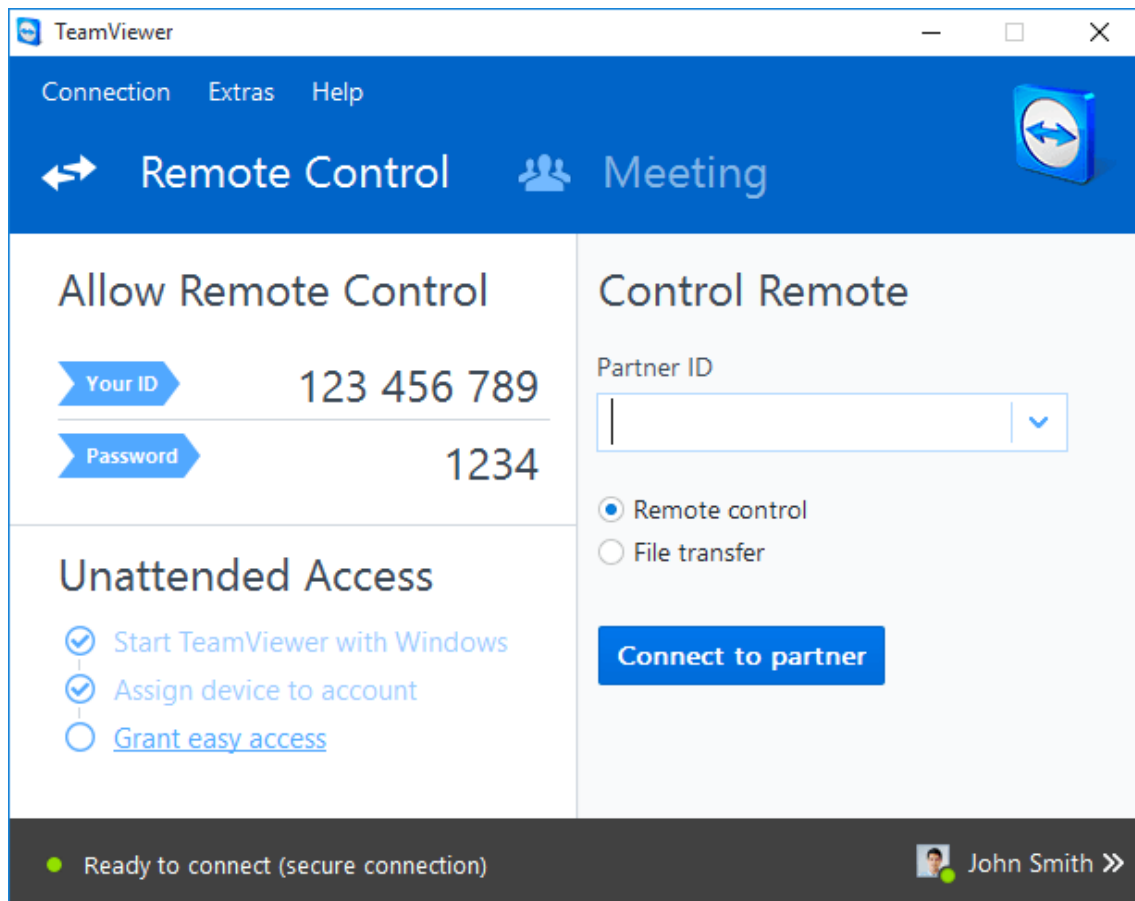 TeamViewer
Connection Extras Help
Remote Control Meeting
Allow Remote Control
Your ID 123 456 789
Password 1234
Unattended Access
Start TeamViewer with Windows
Assign device to account
Grant easy access
Control Remote
Partner ID
Remote control
File transfer
Connect to partner
Ready to connect (secure connection)
John Smith